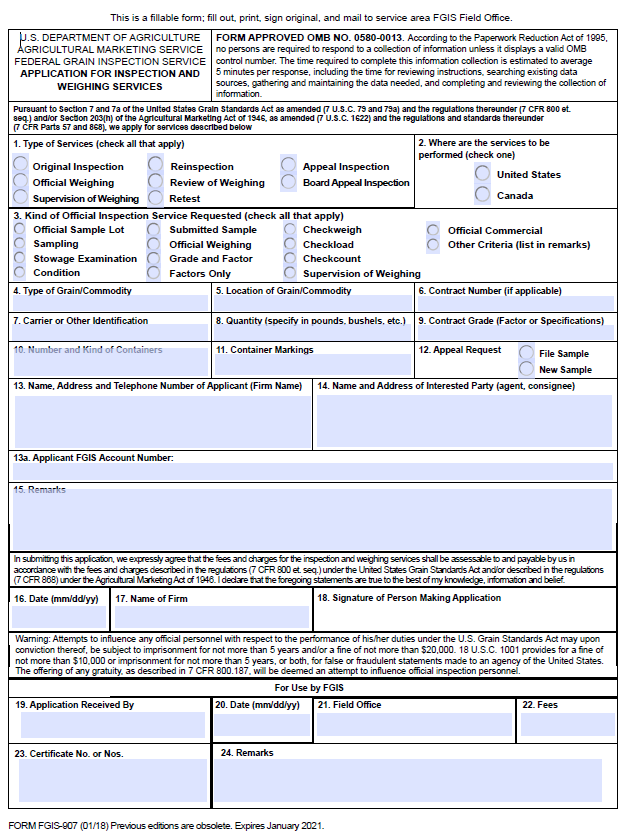 This is a fillable form; fill out, print, sign original, and mail to service area FGIS Field Office.
U.S. DEPARTMENT OF AGRICULTURE
AGRICULTURAL MARKETING SERVICE
FEDERAL GRAIN INSPECTION SERVICE
APPLICATION FOR INSPECTION AND
WEIGHING SERVICES
FORM APPROVED OMB NO. 0580-0013. According to the Paperwork Reduction Act of 1995,
no persons are required to respond to a collection of information unless it displays a valid OMB
control number. The time required to complete this information collection is estimated to average
5 minutes per response, including the time for reviewing instructions, searching existing data
sources, gathering and maintaining the data needed, and completing and reviewing the collection of
information.
Pursuant to Section 7 and 7a of the United States Grain Standards Act as amended (7 U.S.C. 79 and 79a) and the regulations thereunder (7 CFR 800 et.
seq.) and/or Section 203(h) of the Agricultural Marketing Act of 1946, as amended (7 U.S.C. 1622) and the regulations and standards thereunder
(7 CFR Parts 57 and 868), we apply for services described below
1. Type of Services (check all that apply)
Original Inspection
Reinspection
Appeal Inspection
Official Weighing
Review of Weighing
Board Appeal Inspection
Supervision of Weighing
Retest
2. Where are the services to be
performed (check one)
United States
Canada
3. Kind of Official Inspection Service Requested (check all that apply)
Official Sample Lot
Submitted Sample
Checkweigh
Official Commercial
Sampling
Official Weighing
Checkload
Other Criteria (list in remarks)
Stowage Examination
Grade and Factor
Checkcount
Condition
Factors Only
Supervision of Weighing
4. Type of Grain/Commodity
5. Location of Grain/Commodity
6. Contract Number (if applicable)
7. Carrier or Other Identification
8. Quantity (specify in pounds, bushels, etc.)
9. Contract Grade (Factor or Specifications)
10. Number and Kind of Containers
11. Container Markings
12. Appeal Request
File Sample
New Sample
13. Name, Address and Telephone Number of Applicant (Firm Name)
14. Name and Address of Interested Party (agent, consignee)
13a. Applicant FGIS Account Number:
15. Remarks
In submitting this application, we expressly agree that the fees and charges for the inspection and weighing services shall be assessable to and payable by us in
accordance with the fees and charges described in the regulations (7 CFR 800 et. seq.) under the United States Grain Standards Act and/or described in the regulations
(7 CFR 868) under the Agricultural Marketing Act of 1946. I declare that the foregoing statements are true to the best of my knowledge, information and belief.
16. Date (mm/dd/yy)
17. Name of Firm
18. Signature of Person Making Application
Warning: Attempts to influence any official personnel with respect to the performance of his/her duties under the U.S. Grain Standards Act may upon
conviction thereof, be subject to imprisonment for not more than 5 years and/or a fine of not more than $20,000. 18 U.S.C. 1001 provides for a fine of
not more than $10,000 or imprisonment for not more than 5 years, or both, for false or fraudulent statements made to an agency of the United States.
The offering of any gratuity, as described in 7 CFR 800.187, will be deemed an attempt to influence official inspection personnel.
For Use by FGIS
19. Application Received By
20. Date (mm/dd/yy)
21. Field Office
22. Fees
23. Certificate No. or Nos.
24. Remarks
FORM FGIS-907 (01/18) Previous editions are obsolete. Expires January 2021.